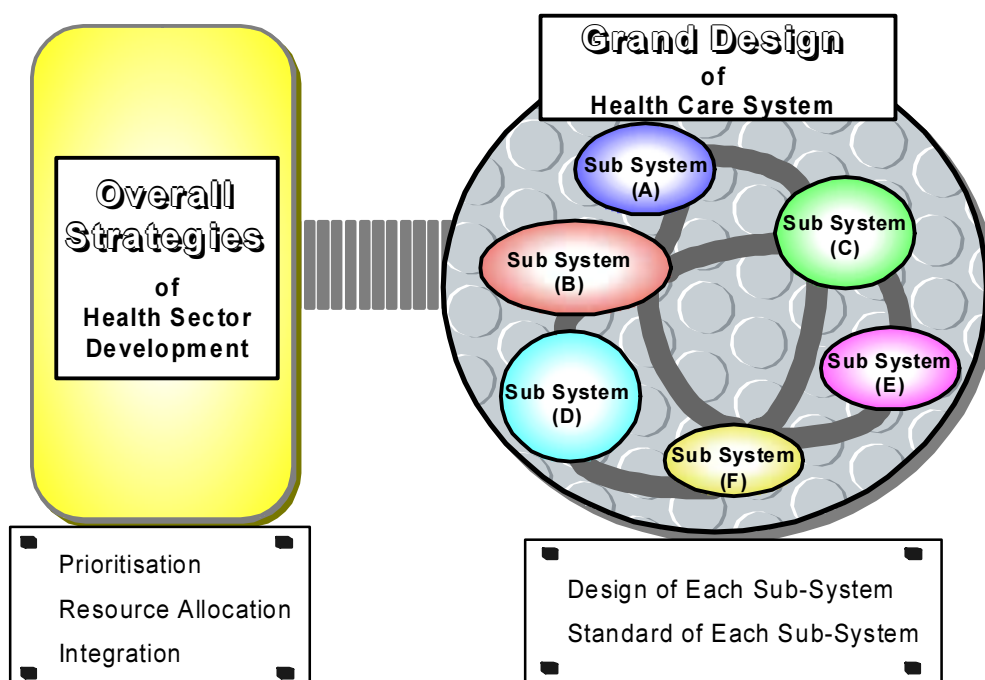 Overall
Strategies
of
Health Sector
Development
Prioritisation
Resource Allocation
Integration
Grand Design
of
Health Care System
Sub System
(A)
Sub System
(C)
Sub System
(B)
Sub System
(E)
Sub System
(D)
Sub System
(F)
Design of Each Sub-System
Standard of Each Sub-System